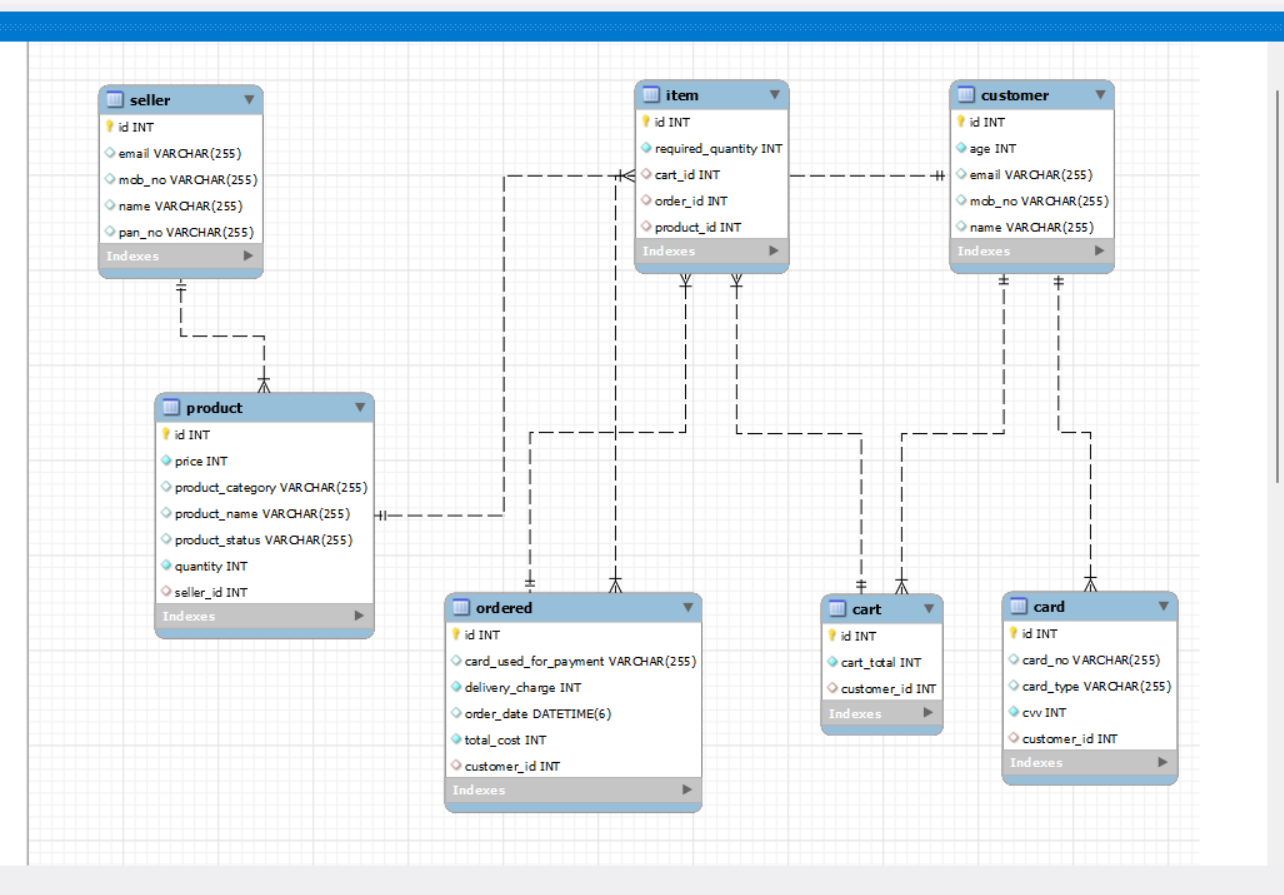 seller
id INT
email VARCHAR(255)
mob_no VARCHAR(255)
name VARCHAR(255)
pan_no VARCHAR(255)
Indexes
item
id INT
required_quantity INT
cart_id INT
order_id INT
product_id INT
Indexes
customer
id INT
age INT
email VARCHAR(255)
mob_no VARCHAR(255)
name VARCHAR(255)
Indexes
product
id INT
price INT
product_category VARCHAR(255)
product_name VARCHAR(255)
product_status VARCHAR(255)
quantity INT
seller_id INT
Indexes
ordered
id INT
card_used_for_payment VARCHAR(255)
delivery_charge INT
order_date DATETIME(6)
total_cost INT
customer_id INT
Indexes
cart
id INT
cart_total INT
customer_id INT
Indexes
card
id INT
card_no VARCHAR(255)
card_type VARCHAR(255)
cvv INT
customer_id INT
Indexes